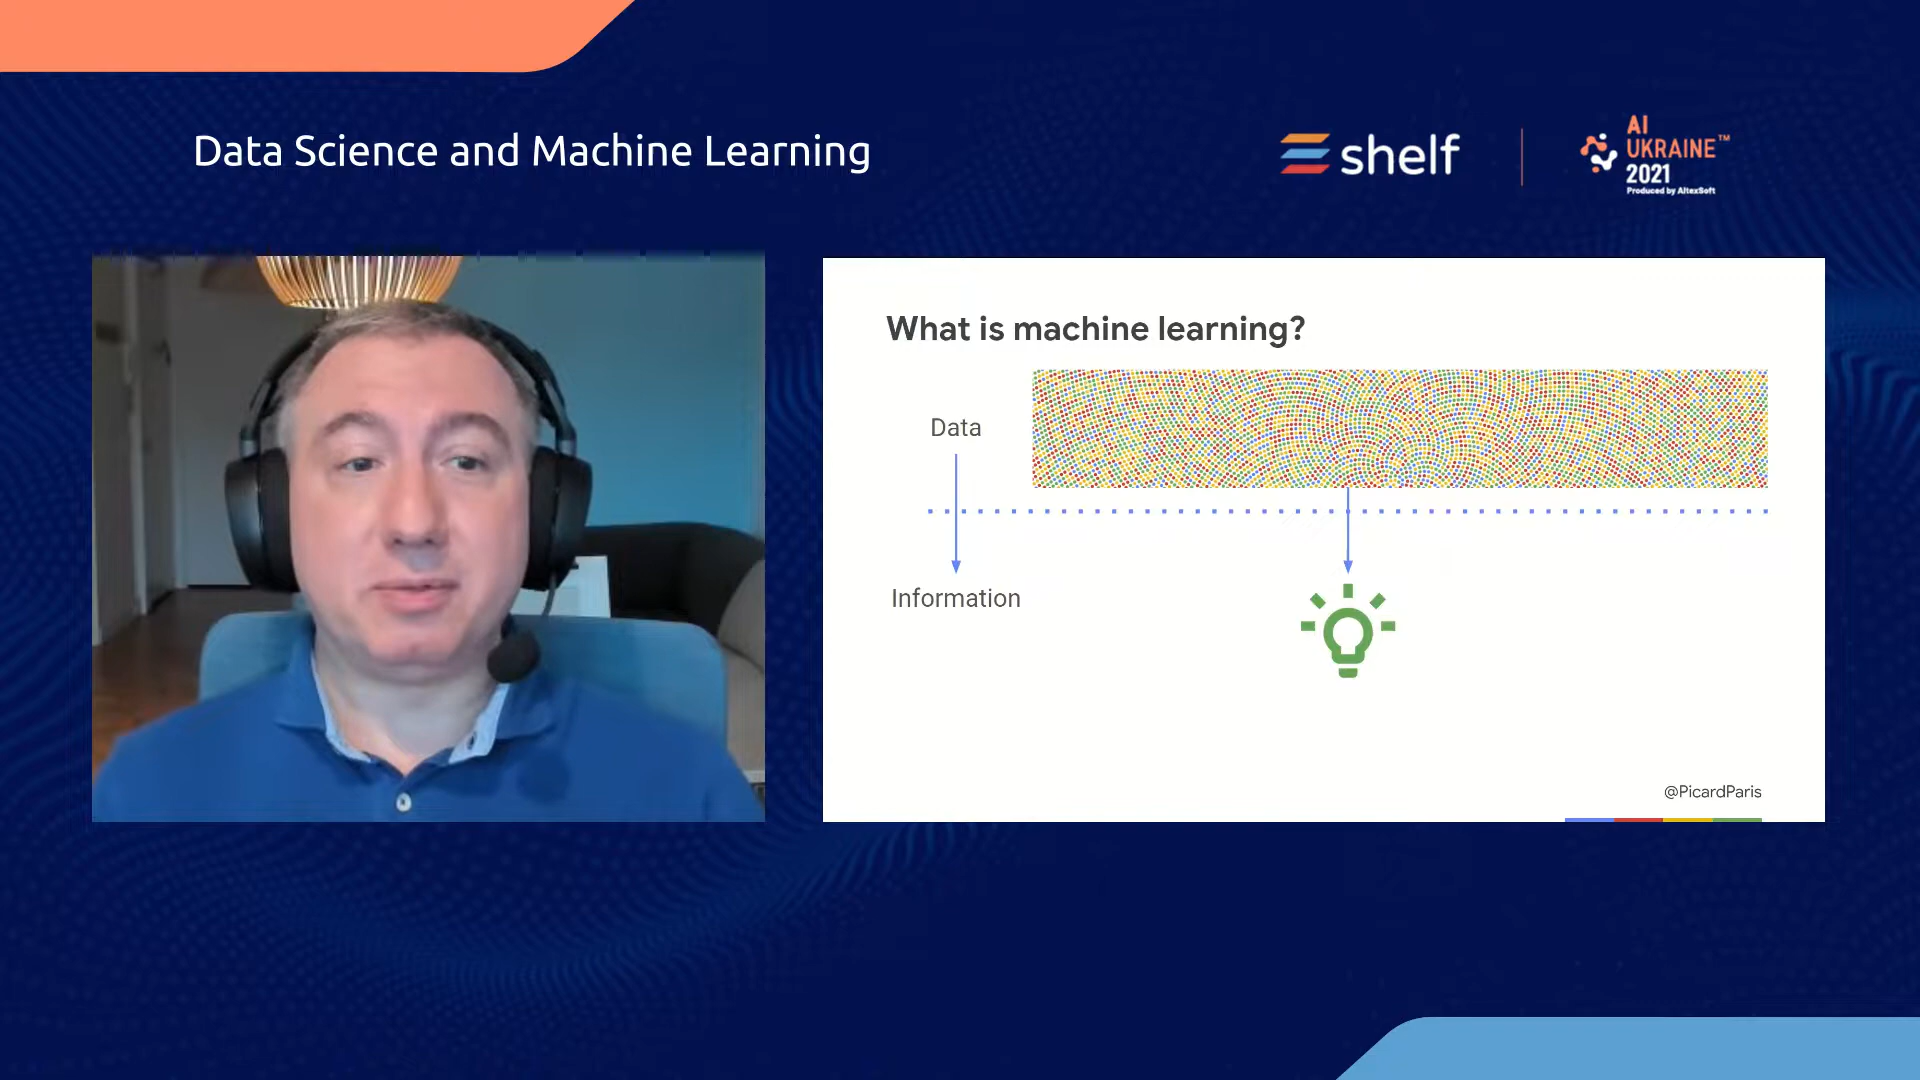 Data Science and Machine Learning
shelf
AI
UKRAINE™
2021
Produced by AltexSoft
What is machine learning?
Data
Information
@PicardParis